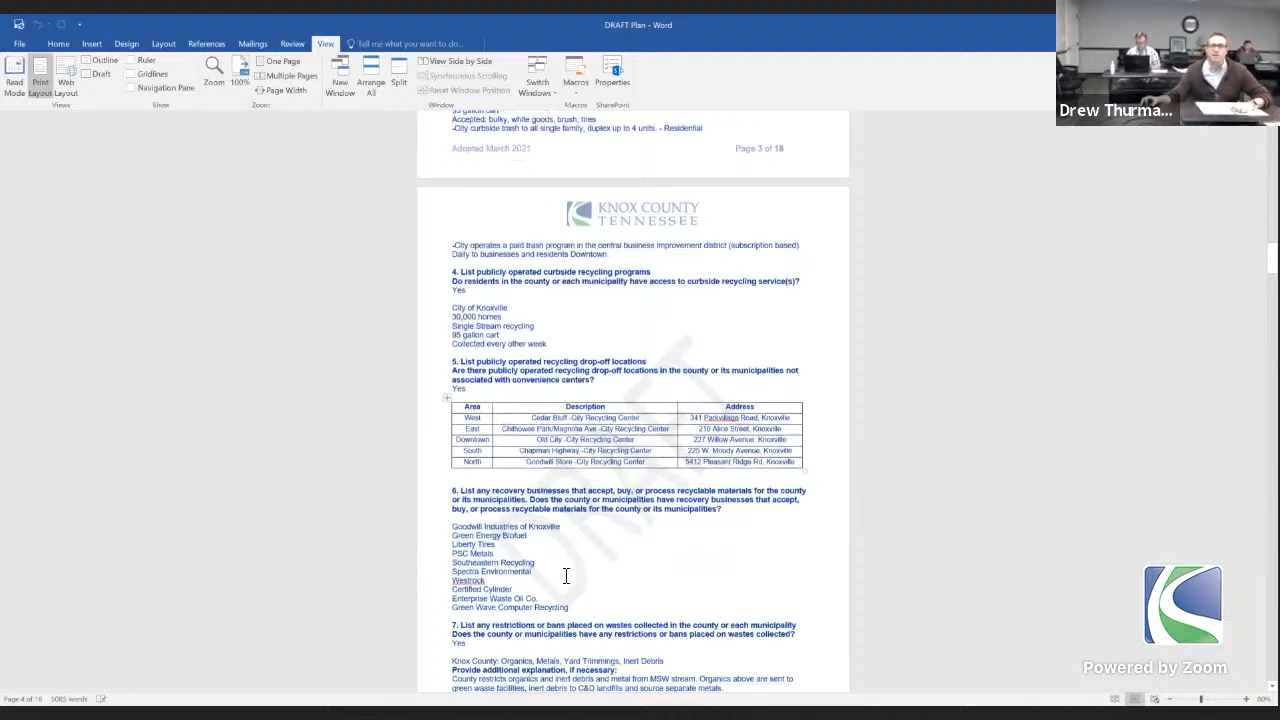 DRAFT Plan - Word
File Home Insert Design Layout References Mailings Review View Tell me what you want to do...
Read Mode
Print Layout
Web Layout
Outline
Draft
Views
Ruler
Gridlines
Navigation Pane
Show
Zoom
100%
One Page
Multiple Pages
Page Width
Zoom
New Window
Arrange All
Split
View Side by Side
Synchronous Scrolling
Reset Window Position
Window
Switch Windows
Macros
Macros
Properties
SharePoint
Drew Thurma...
95 gallon cart
Accepted: bulky, white goods, brush, tires
-City curbside trash to all single family, duplex up to 4 units. - Residential
Adopted March 2021 Page 3 of 18
KNOX COUNTY
TENNESSEE
-City operates a paid trash program in the central business improvement district (subscription based).
Daily to businesses and residents Downtown.
4. List publicly operated curbside recycling programs
Do residents in the county or each municipality have access to curbside recycling service(s)?
Yes
City of Knoxville
30,000 homes
Single Stream recycling
95 gallon cart
Collected every other week
5. List publicly operated recycling drop-off locations
Are there publicly operated recycling drop-off locations in the county or its municipalities not
associated with convenience centers?
Yes
Area Description Address
West Cedar Bluff -City Recycling Center 341 Parkvillage Road, Knoxville
East Chilhowee Park/Magnolia Ave -City Recycling Center 210 Alice Street, Knoxville
Downtown Old City -City Recycling Center 227 Willow Avenue, Knoxville
South Chapman Highway -City Recycling Center 225 W. Moody Avenue, Knoxville
North Goodwill Store -City Recycling Center 5412 Pleasant Ridge Rd, Knoxville
6. List any recovery businesses that accept, buy, or process recyclable materials for the county
or its municipalities. Does the county or municipalities have recovery businesses that accept,
buy, or process recyclable materials for the county or its municipalities?
Goodwill Industries of Knoxville
Green Energy Biofuel
Liberty Tires
PSC Metals
Southeastern Recycling
Spectra Environmental
Westrock
Certified Cylinder
Enterprise Waste Oil Co.
Green Wave Computer Recycling
7. List any restrictions or bans placed on wastes collected in the county or each municipality
Does the county or municipalities have any restrictions or bans placed on wastes collected?
Yes
Knox County: Organics, Metals, Yard Trimmings, Inert Debris
Provide additional explanation, if necessary:
County restricts organics and inert debris and metal from MSW stream. Organics above are sent to
green waste facilities, inert debris to C&D landfills and source separate metals.
DRAFT
Powered by Zoom
Page 4 of 18 5085 words 80%